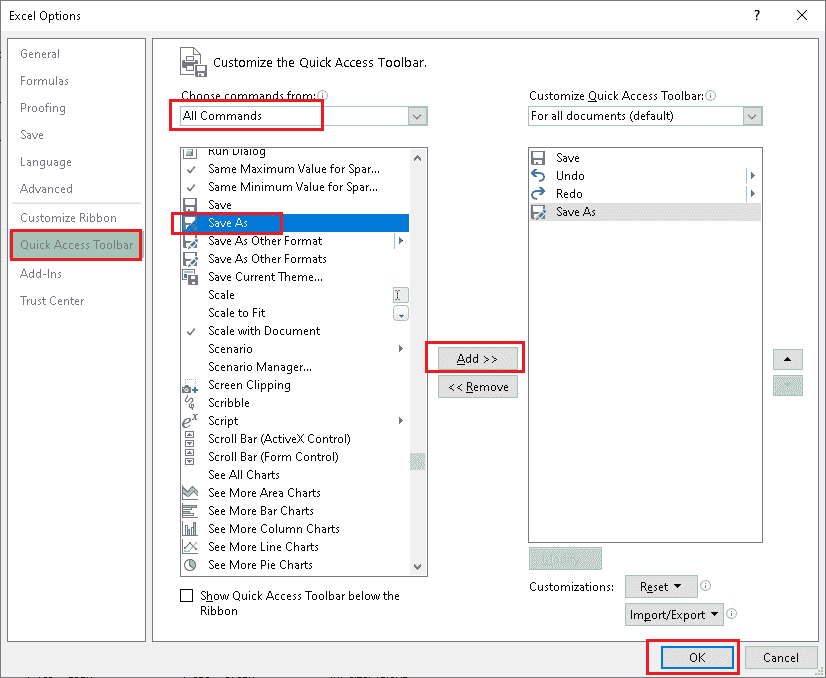 Excel Options
?
General
Formulas
Proofing
Save
Language
Advanced
Customize Ribbon
Quick Access Toolbar
Add-Ins
Trust Center
Customize the Quick Access Toolbar.
Choose commands from:
All Commands
Run Dialog
Same Maximum Value for Spar...
Same Minimum Value for Spar...
Save
Save As
Save As Other Format
Save As Other Formats
Save Current Theme...
Scale
Scale to Fit
Scale with Document
Scenario
Scenario Manager...
Screen Clipping
Scribble
Script
Scroll Bar (ActiveX Control)
Scroll Bar (Form Control)
See All Charts
See More Area Charts
See More Bar Charts
See More Column Charts
See More Line Charts
See More Pie Charts
Show Quick Access Toolbar below the
Ribbon
Add >>
<< Remove
Customize Quick Access Toolbar:
For all documents (default)
Save
Undo
Redo
Save As
Customizations:
Reset
Import/Export
OK
Cancel